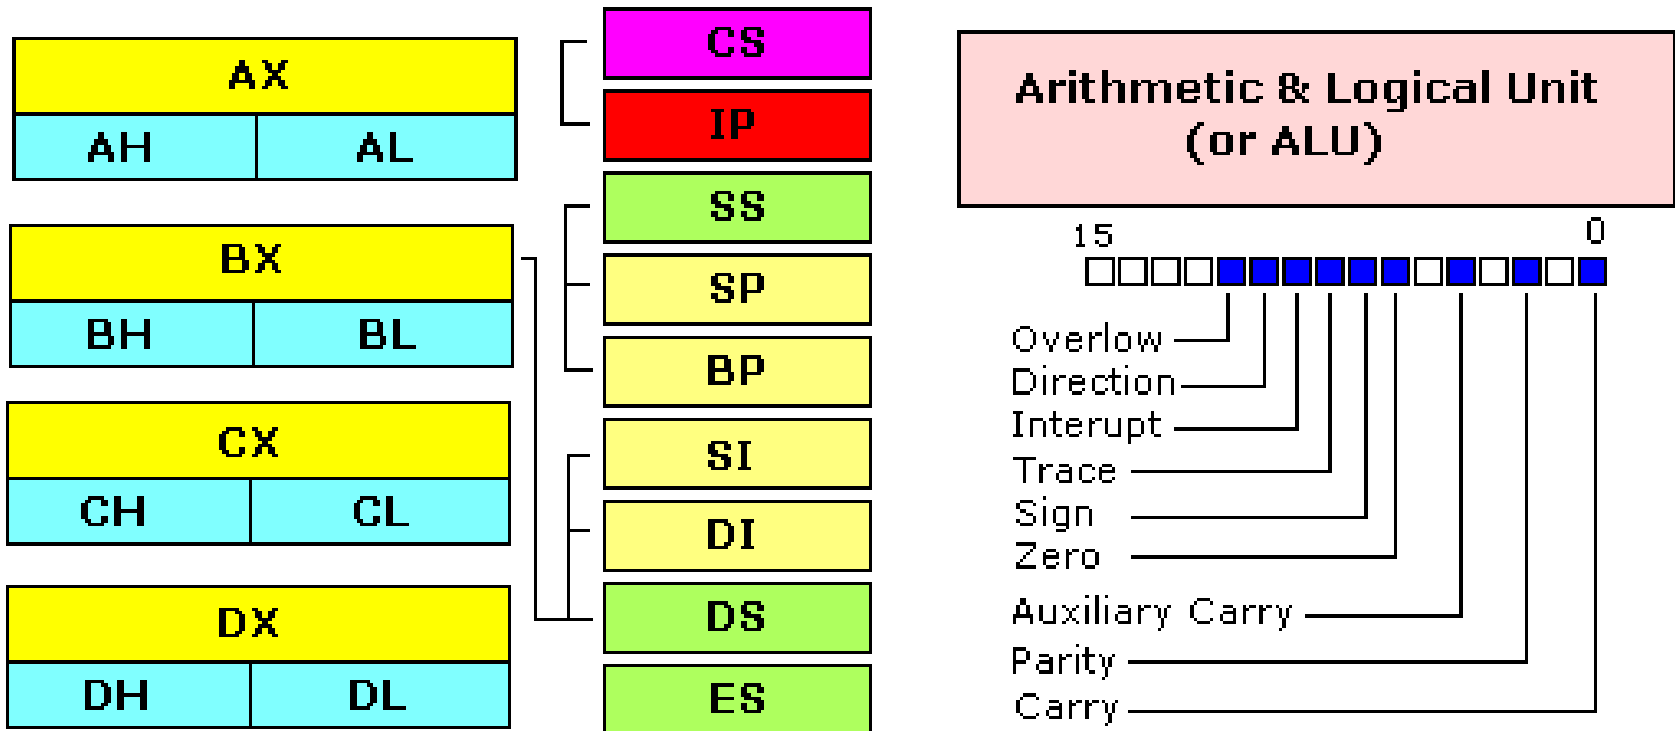 AX
AH AL
BX
BH BL
CX
CH CL
DX
DH DL
CS
IP
SS
SP
BP
SI
DI
DS
ES
Arithmetic & Logical Unit
(or ALU)
15 0
Overlow
Direction
Interupt
Trace
Sign
Zero
Auxiliary Carry
Parity
Carry